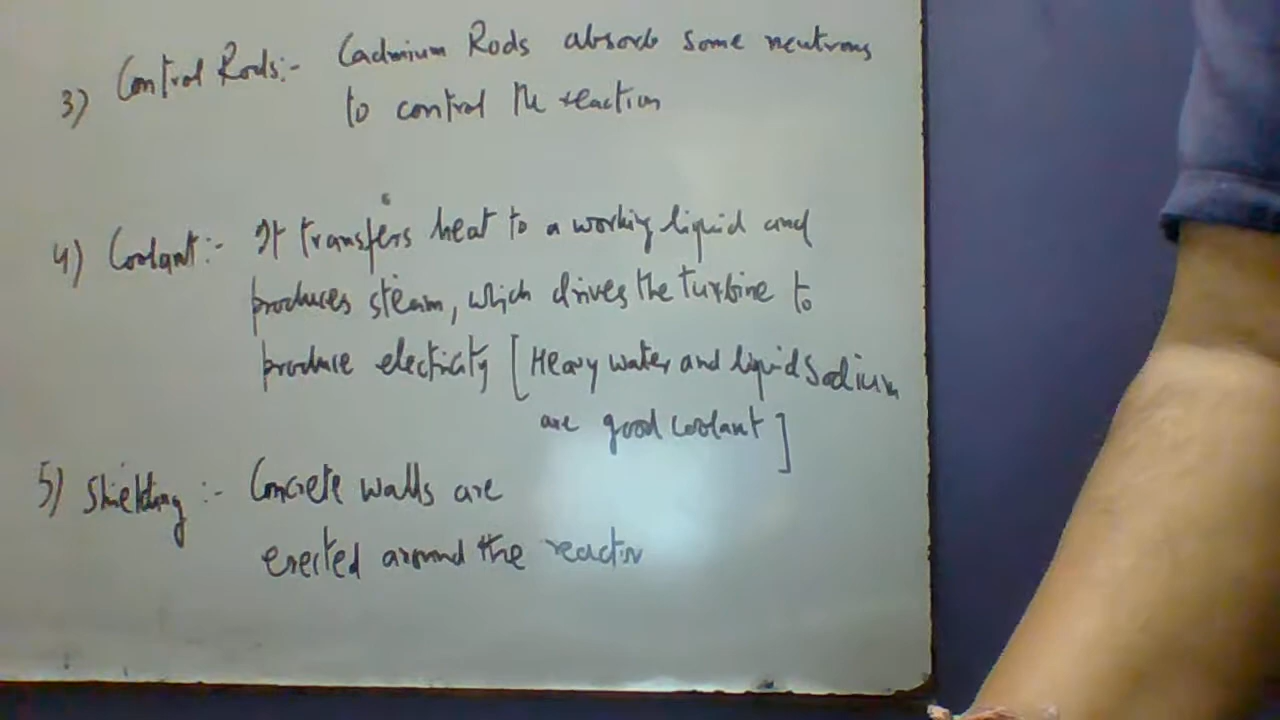 3) Control Rods:- Cadmium Rods absorb some neutrons
to control the reaction
4) Coolant:- It transfers heat to a working liquid and
produces steam, which drives the turbine to
produce electricity [Heavy water and liquid Sodium
are good coolant]
5) Shielding:- Concrete walls are
erected around the reactor